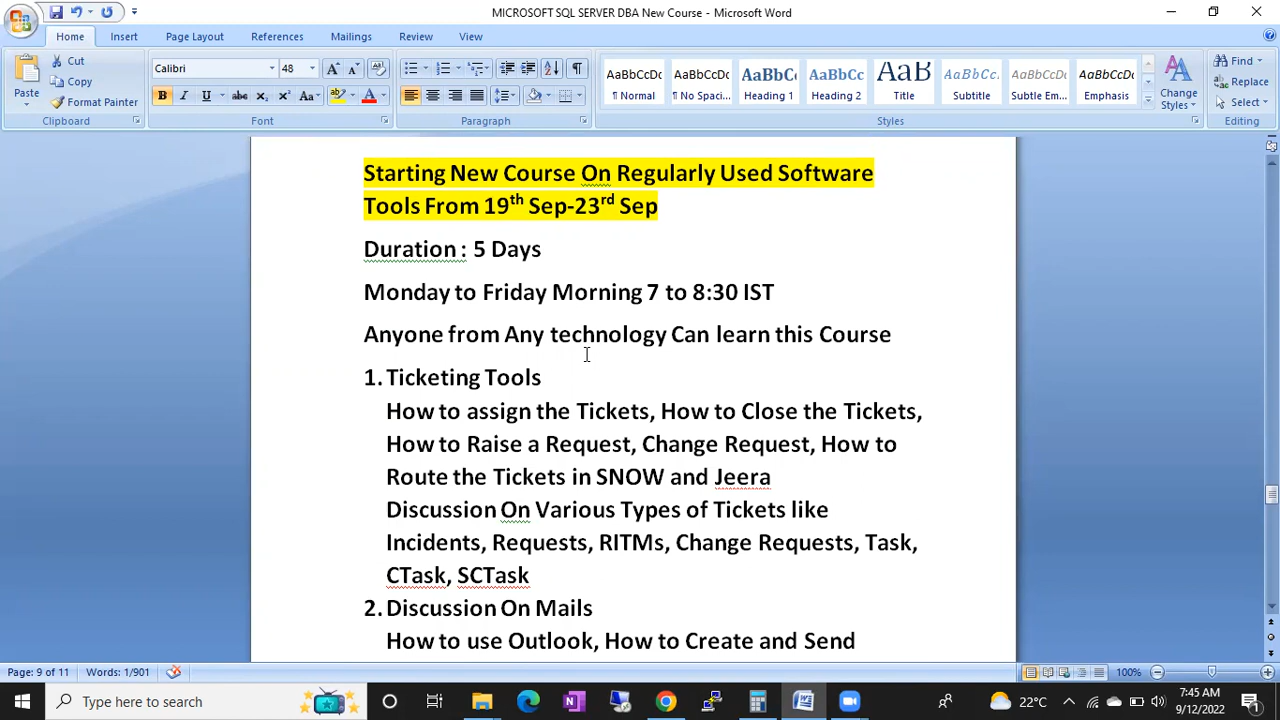 MICROSOFT SQL SERVER DBA New Course - Microsoft Word
Home Insert Page Layout References Mailings Review View
Paste
Cut
Copy
Format Painter
Clipboard
Calibri 48
B I U abc x₂ x² Aa
Font
Paragraph
AaBbCcDc AaBbCcDc AaBbCc AaBbCc AaB AaBbCc. AaBbCcDc AaBbCcDc
¶ Normal ¶ No Spaci... Heading 1 Heading 2 Title Subtitle Subtle Em... Emphasis
Styles
Change
Styles
Find
Replace
Select
Editing
Starting New Course On Regularly Used Software
Tools From 19th Sep-23rd Sep
Duration : 5 Days
Monday to Friday Morning 7 to 8:30 IST
Anyone from Any technology Can learn this Course
1. Ticketing Tools
How to assign the Tickets, How to Close the Tickets,
How to Raise a Request, Change Request, How to
Route the Tickets in SNOW and Jeera
Discussion On Various Types of Tickets like
Incidents, Requests, RITMs, Change Requests, Task,
CTask, SCTask
2. Discussion On Mails
How to use Outlook, How to Create and Send
Page: 9 of 11 Words: 1/901 100%
Type here to search
22°C
7:45 AM
9/12/2022